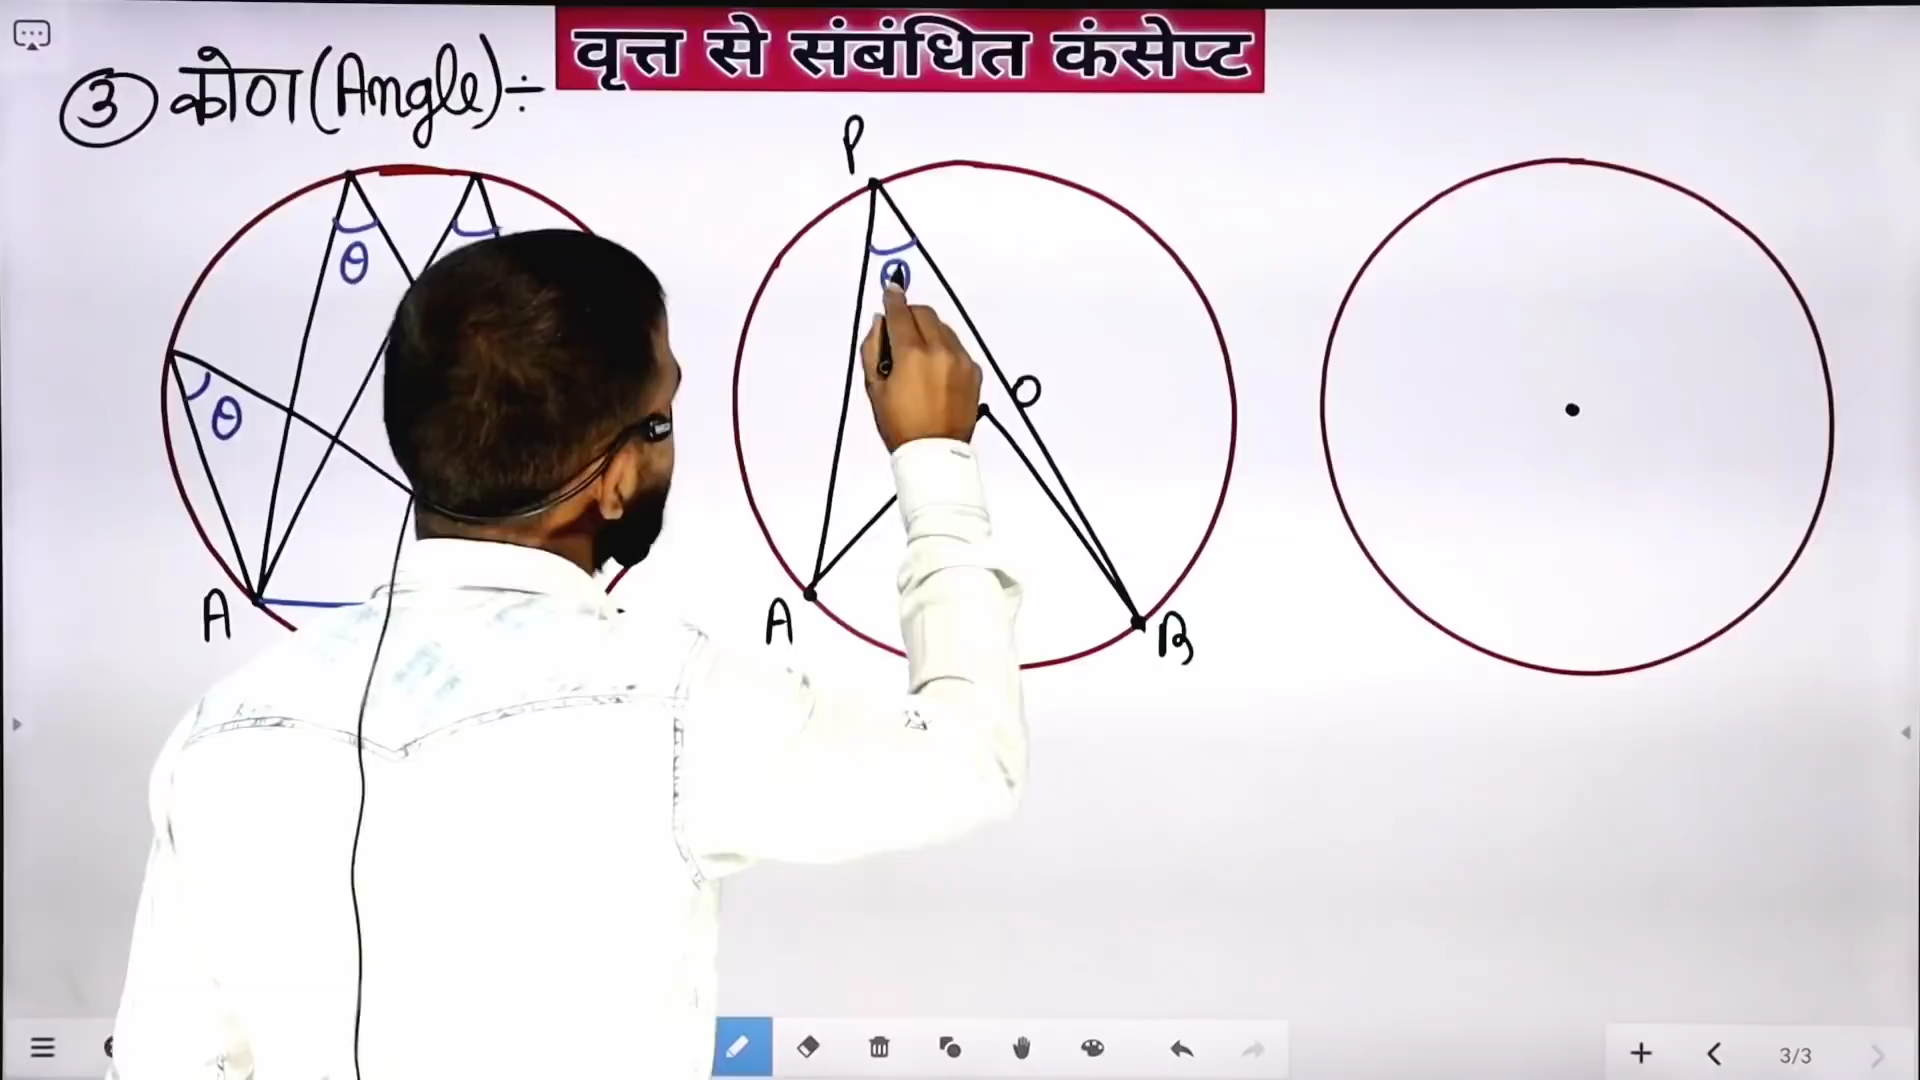 वृत्त से संबंधित कंसेप्ट
③ कोण (Angle) ÷
P
θ
θ
θ
O
A
A
B
3/3